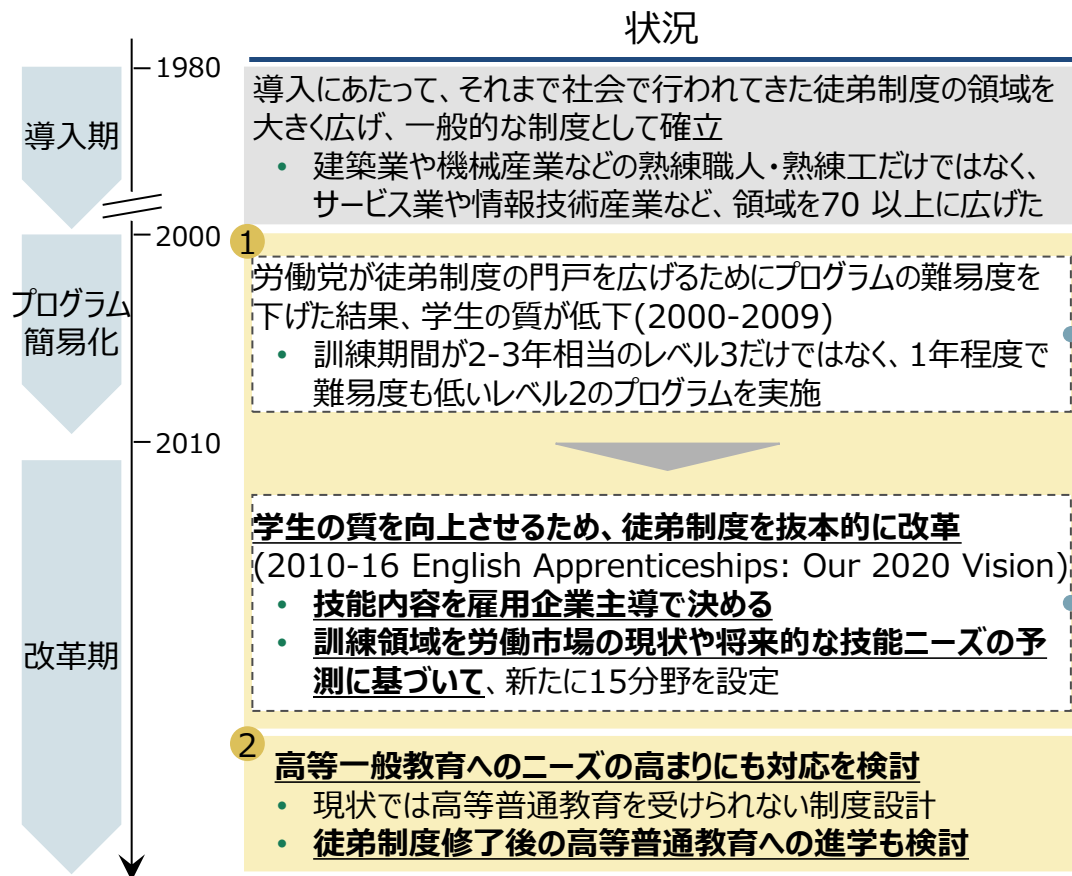 状況
1980
導入期
導入にあたって、それまで社会で行われてきた徒弟制度の領域を
大きく広げ、一般的な制度として確立
• 建築業や機械産業などの熟練職人・熟練工だけではなく、
サービス業や情報技術産業など、領域を70 以上に広げた
2000
プログラム
簡易化
1
労働党が徒弟制度の門戸を広げるためにプログラムの難易度を
下げた結果、学生の質が低下(2000-2009)
• 訓練期間が2-3年相当のレベル3だけではなく、1年程度で
難易度も低いレベル2のプログラムを実施
2010
改革期
学生の質を向上させるため、徒弟制度を抜本的に改革
(2010-16 English Apprenticeships: Our 2020 Vision)
• 技能内容を雇用企業主導で決める
• 訓練領域を労働市場の現状や将来的な技能ニーズの予
測に基づいて、新たに15分野を設定
2
高等一般教育へのニーズの高まりにも対応を検討
• 現状では高等普通教育を受けられない制度設計
• 徒弟制度修了後の高等普通教育への進学も検討